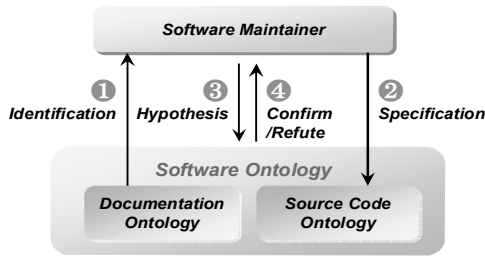 Software Maintainer
❶ ❸ ❹ ❷
Identification Hypothesis Confirm Specification
/Refute
Software Ontology
Documentation Source Code
Ontology Ontology